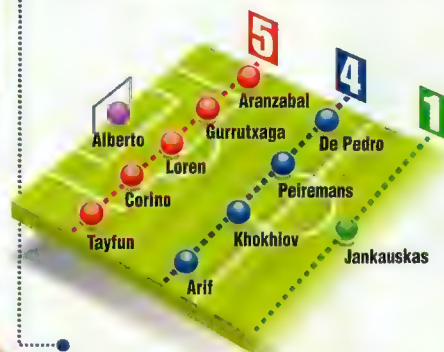 5
4
1
Aranzabal
Alberto
Gurrutxaga
De Pedro
Loren
Peiremans
Corino
Khokhlov
Tayfun
Jankauskas
Arif